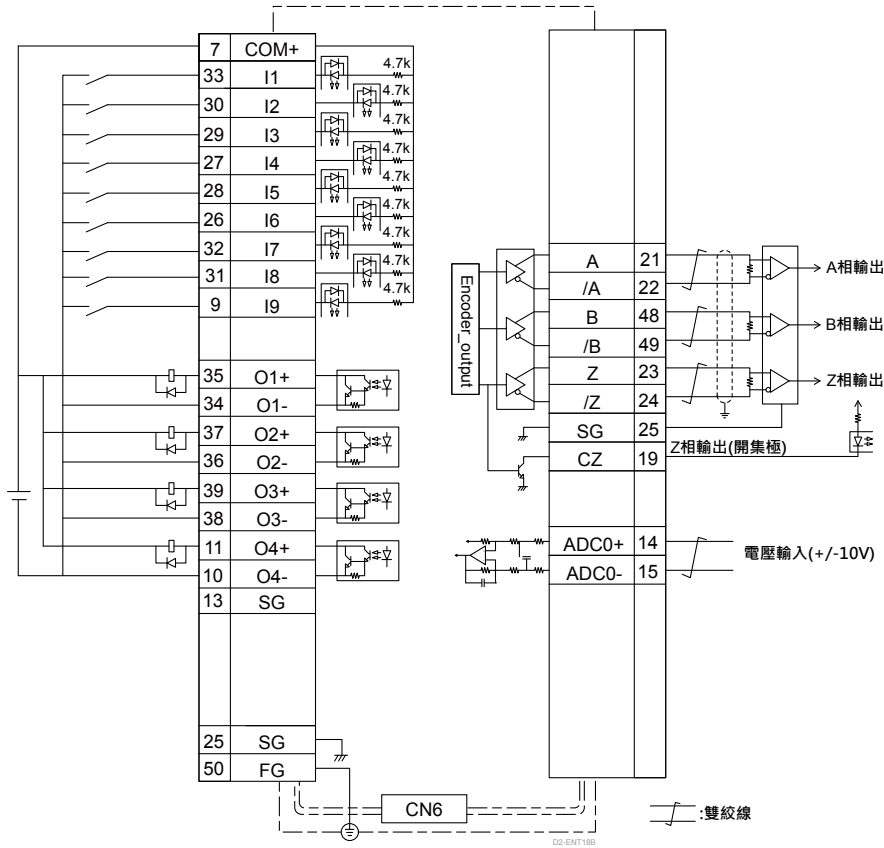 7 COM+
33 I1 4.7k
30 I2 4.7k
29 I3 4.7k
27 I4 4.7k
28 I5 4.7k
26 I6 4.7k
32 I7 4.7k
31 I8 4.7k
9 I9 4.7k
35 O1+
34 O1-
37 O2+
36 O2-
39 O3+
38 O3-
11 O4+
10 O4-
13 SG
25 SG
50 FG
CN6
Encoder_output
A 21
/A 22
B 48
/B 49
Z 23
/Z 24
SG 25
CZ 19
ADC0+ 14
ADC0- 15
A相輸出
B相輸出
Z相輸出
Z相輸出(開集極)
電壓輸入(+/-10V)
:雙絞線
D2-ENT18B